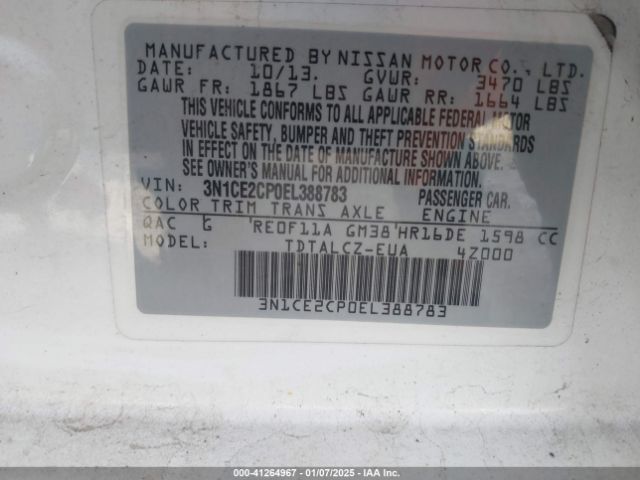 MANUFACTURED BY NISSAN MOTOR CO., LTD.
DATE: 10/13. GVWR: 3470 LBS
GAWR FR: 1867 LBS GAWR RR: 1664 LBS
THIS VEHICLE CONFORMS TO ALL APPLICABLE FEDERAL MOTOR
VEHICLE SAFETY, BUMPER AND THEFT PREVENTION STANDARDS
IN EFFECT ON THE DATE OF MANUFACTURE SHOWN ABOVE.
SEE OWNER'S MANUAL FOR ADDITIONAL INFORMATION.
VIN: 3N1CE2CP0EL388783 PASSENGER CAR.
COLOR TRIM TRANS AXLE ENGINE
QAC G 'RE0F11A GM38'HR16DE 1598 CC
MODEL: TDTALCZ-EUA 4Z000
3N1CE2CP0EL388783
000-41264967 - 01/07/2025 - IAA Inc.